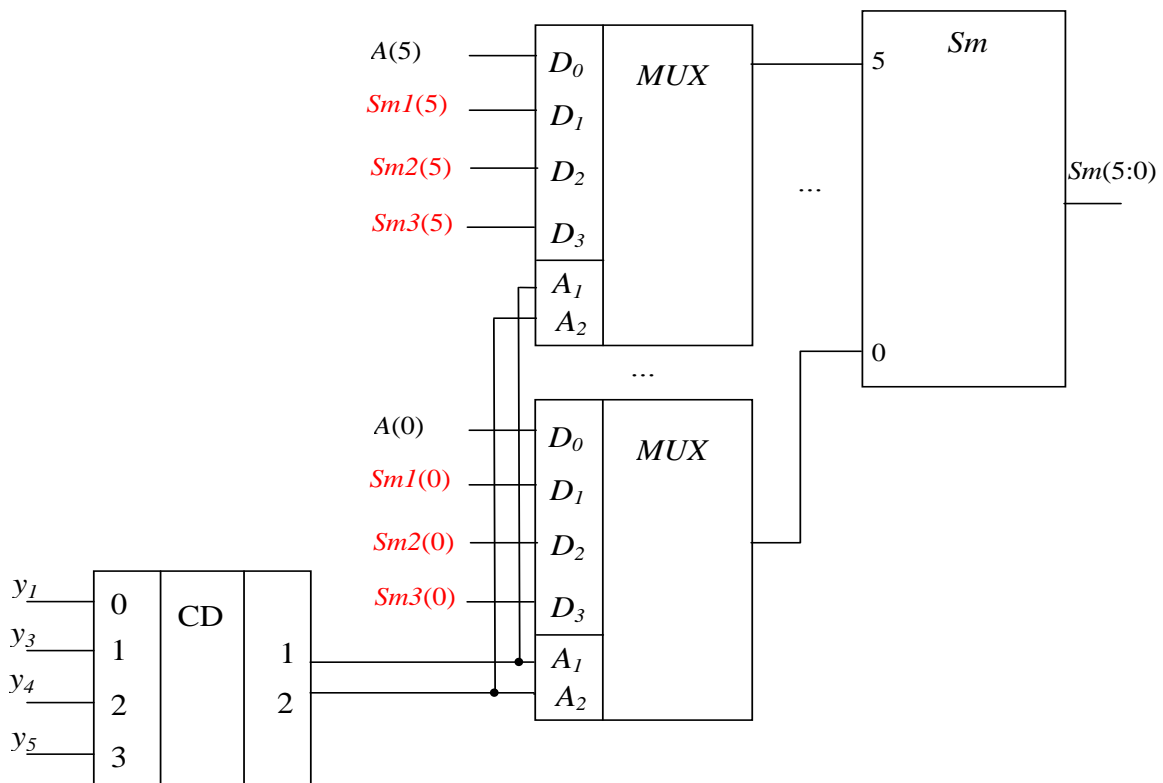 A(5)
Sm1(5)
Sm2(5)
Sm3(5)
D₀
D₁
D₂
D₃
A₁
A₂
MUX
...
5
0
Sm
Sm(5:0)
...
A(0)
Sm1(0)
Sm2(0)
Sm3(0)
D₀
D₁
D₂
D₃
A₁
A₂
MUX
y₁
y₃
y₄
y₅
0
1
2
3
CD
1
2